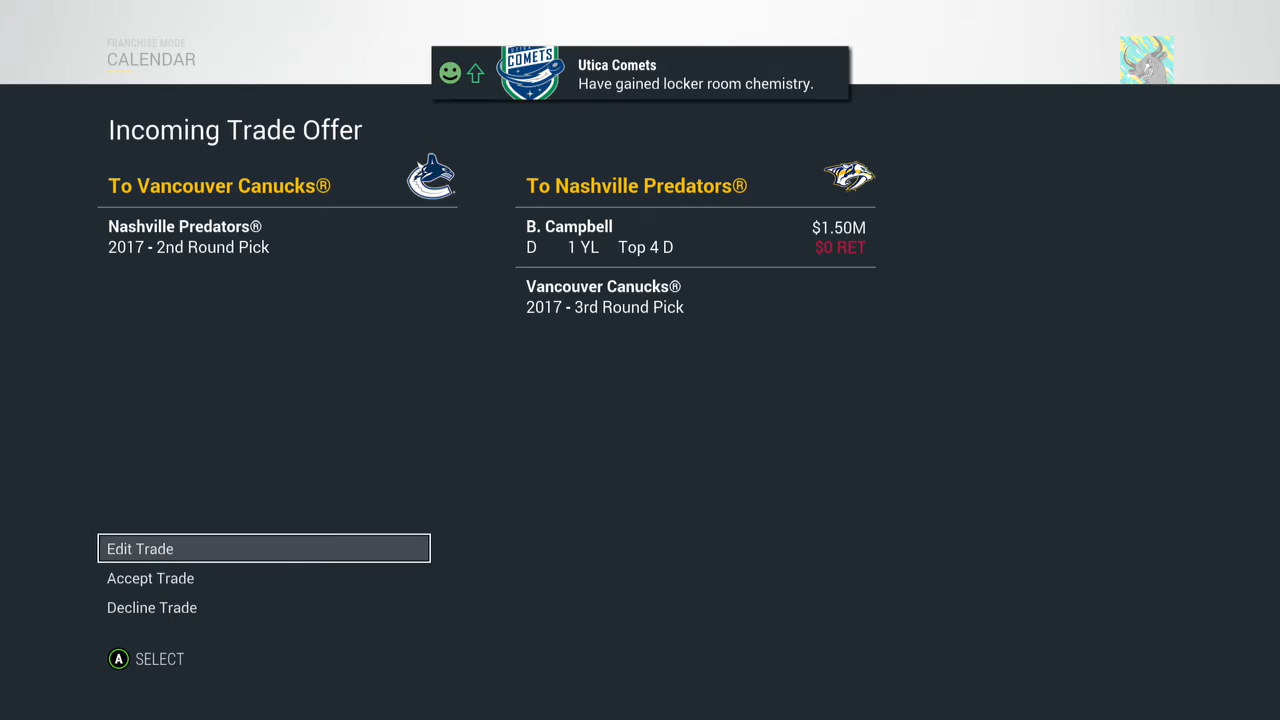 FRANCHISE MODE
CALENDAR
UTICA
COMETS
Utica Comets
Have gained locker room chemistry.
Incoming Trade Offer
To Vancouver Canucks®
Nashville Predators®
2017 - 2nd Round Pick
To Nashville Predators®
B. Campbell $1.50M
D 1 YL Top 4 D $0 RET
Vancouver Canucks®
2017 - 3rd Round Pick
Edit Trade
Accept Trade
Decline Trade
A SELECT